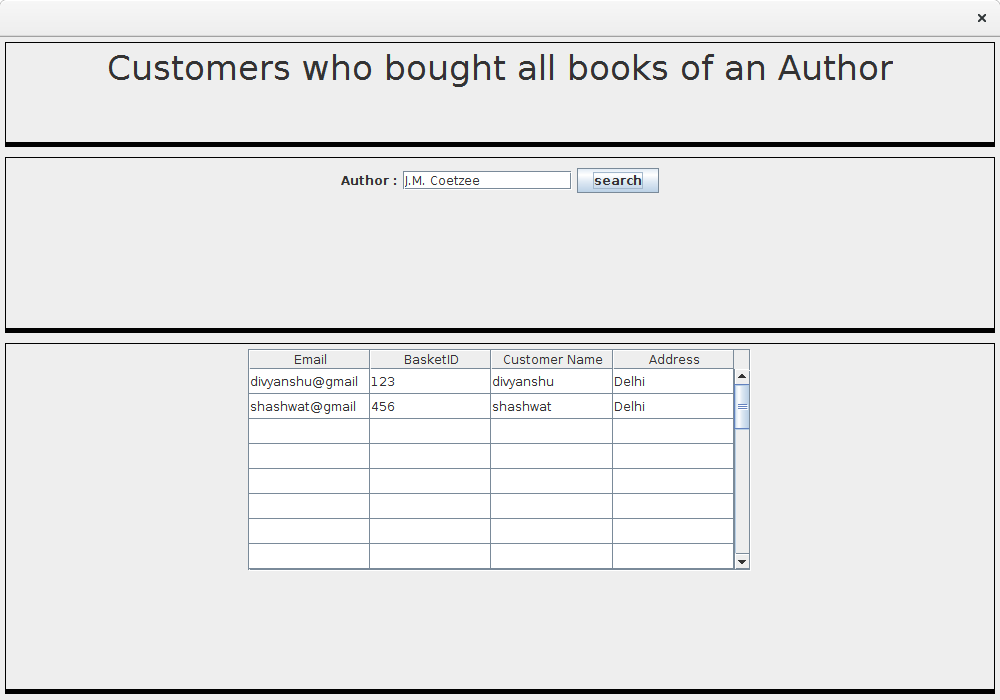 Customers who bought all books of an Author
Author : J.M. Coetzee search
Email BasketID Customer Name Address
divyanshu@gmail 123 divyanshu Delhi
shashwat@gmail 456 shashwat Delhi